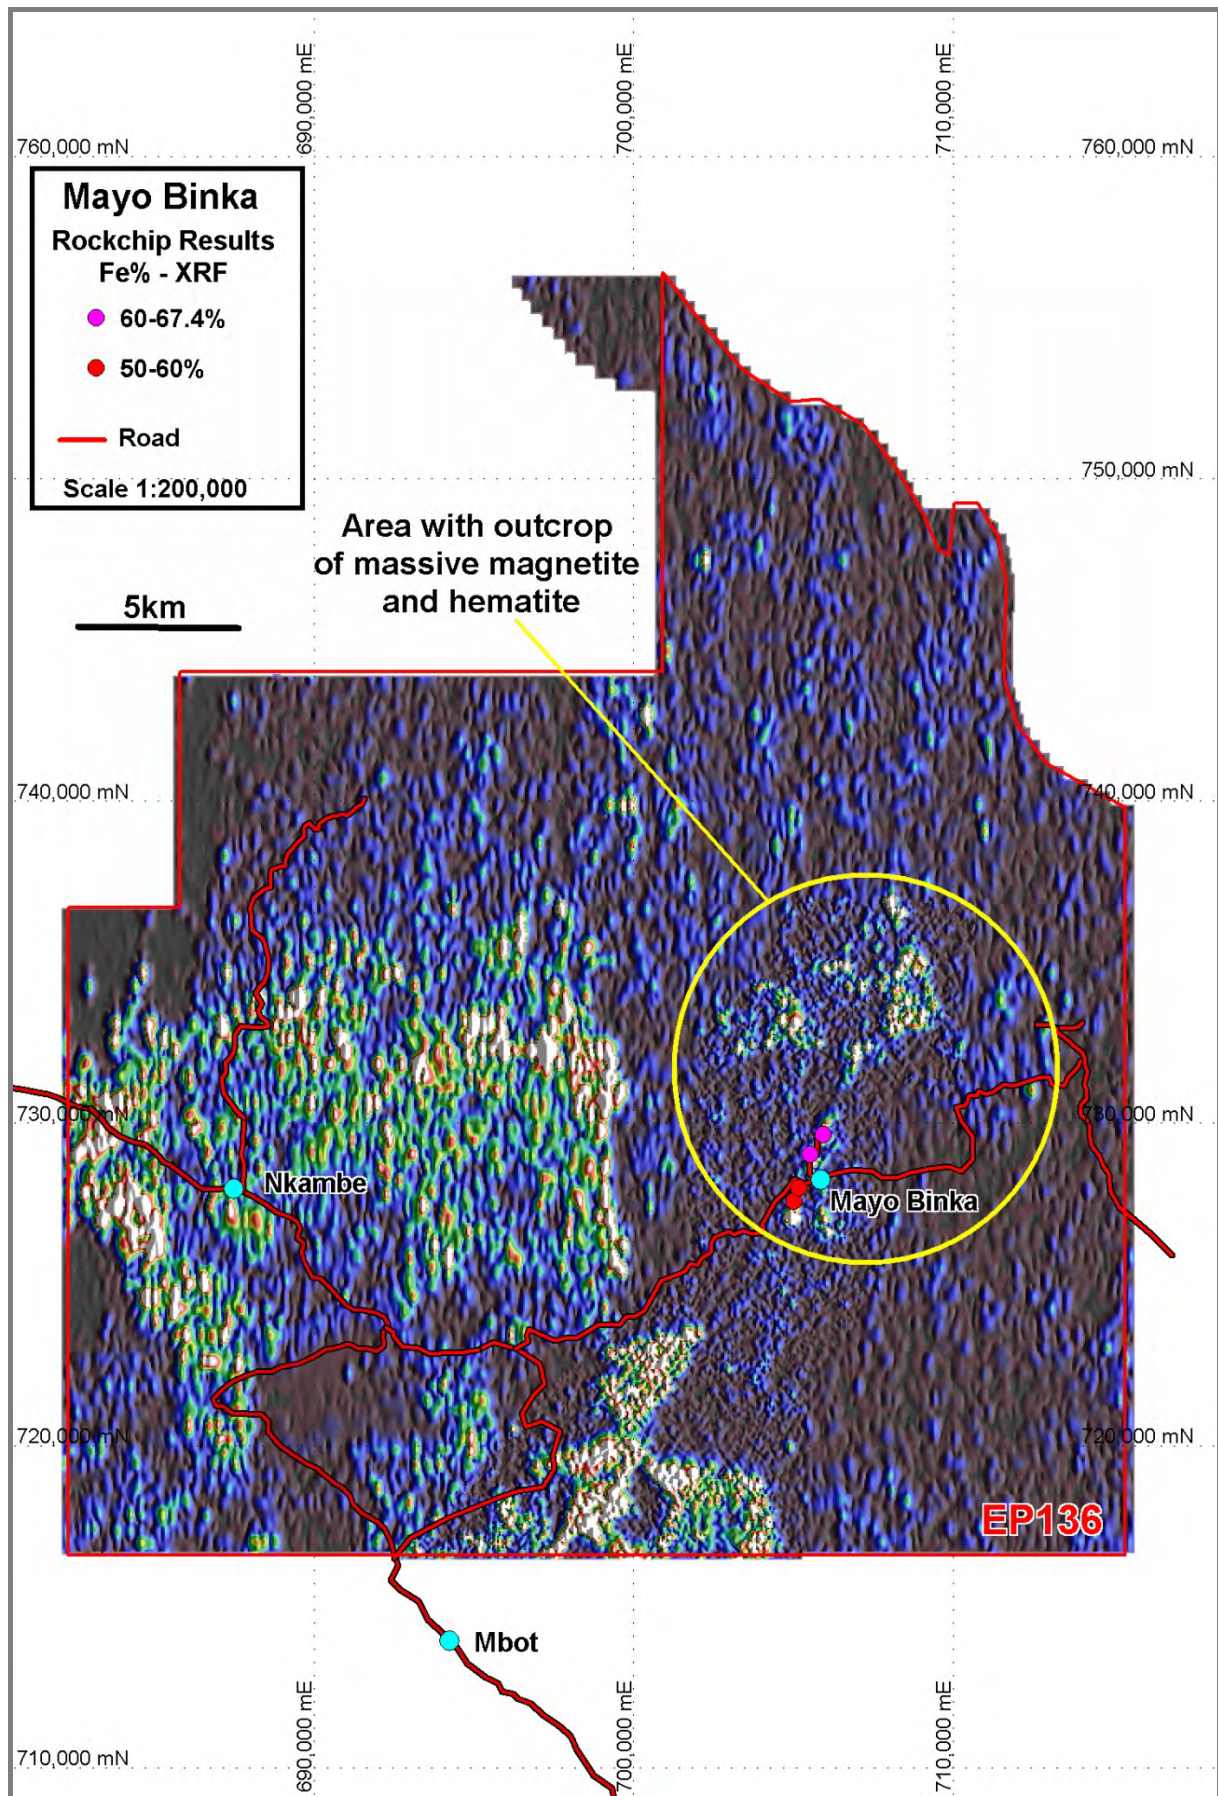 690,000 mE
700,000 mE
710,000 mE
760,000 mN
760,000 mN
Mayo Binka
Rockchip Results
Fe% - XRF
60-67.4%
50-60%
Road
Scale 1:200,000
750,000 mN
750,000 mN
Area with outcrop
of massive magnetite
and hematite
5km
740,000 mN
740,000 mN
730,000 mN
730,000 mN
Nkambe
Mayo Binka
720,000 mN
720,000 mN
EP136
Mbot
690,000 mE
700,000 mE
710,000 mE
710,000 mN